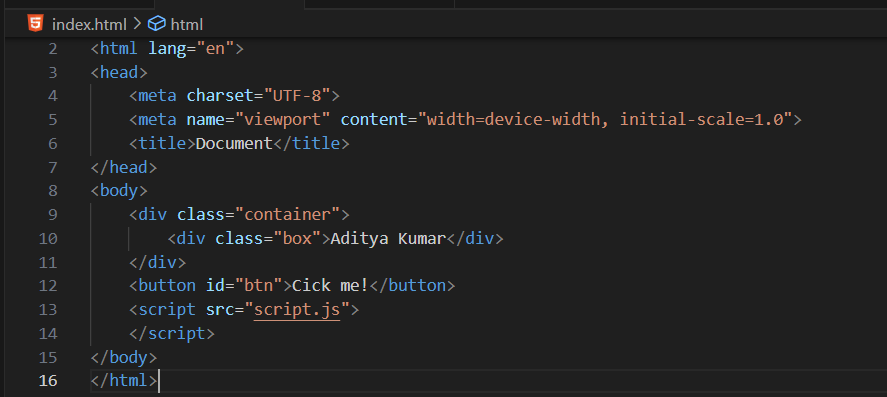 index.html > html
2 <html lang="en">
3 <head>
4     <meta charset="UTF-8">
5     <meta name="viewport" content="width=device-width, initial-scale=1.0">
6     <title>Document</title>
7 </head>
8 <body>
9     <div class="container">
10         <div class="box">Aditya Kumar</div>
11     </div>
12     <button id="btn">Cick me!</button>
13     <script src="script.js">
14     </script>
15 </body>
16 </html>